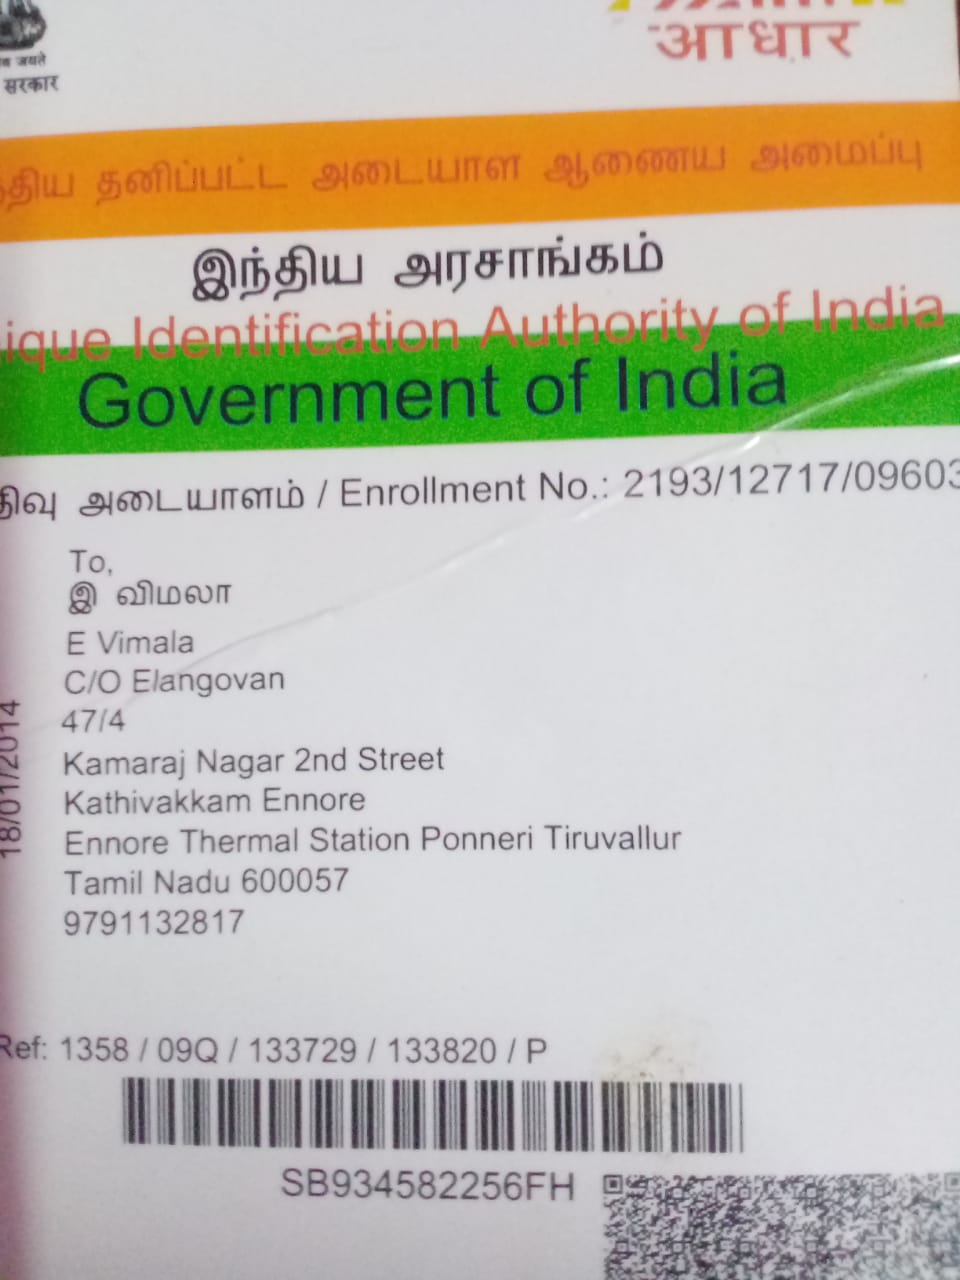 आधार
सरकार
தனிப்பட்ட அடையாள ஆணைய அமைப்பு
இந்திய அரசாங்கம்
ique Identification Authority of India
Government of India
திவு அடையாளம் / Enrollment No.: 2193/12717/09603
To,
இ விமலா
E Vimala
C/O Elangovan
47/4
Kamaraj Nagar 2nd Street
Kathivakkam Ennore
Ennore Thermal Station Ponneri Tiruvallur
Tamil Nadu 600057
9791132817
18/01/2014
Ref: 1358 / 09Q / 133729 / 133820 / P
SB934582256FH